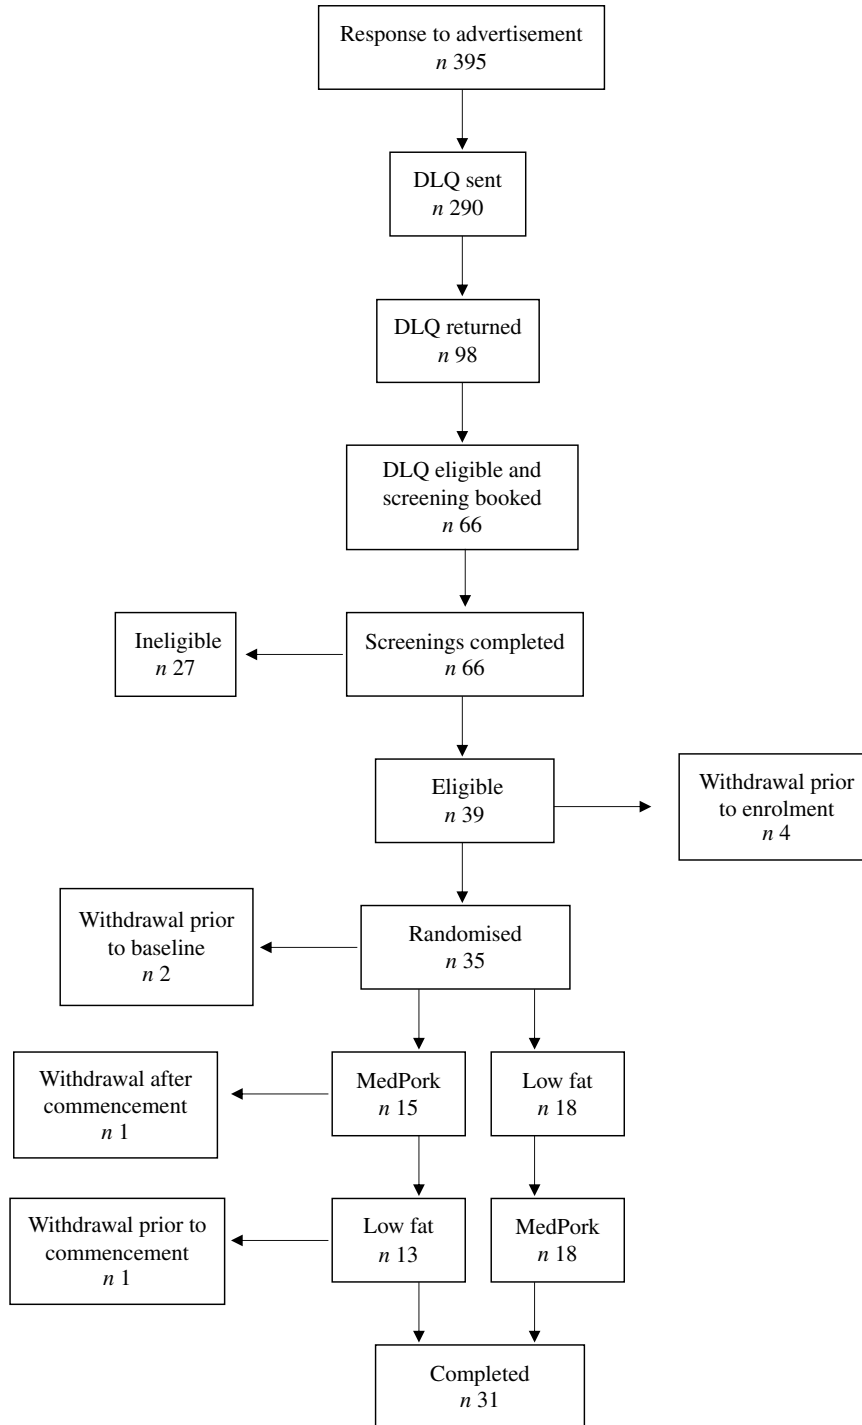 Response to advertisement
n 395
DLQ sent
n 290
DLQ returned
n 98
DLQ eligible and
screening booked
n 66
Ineligible
n 27
Screenings completed
n 66
Eligible
n 39
Withdrawal prior
to enrolment
n 4
Withdrawal prior
to baseline
n 2
Randomised
n 35
Withdrawal after
commencement
n 1
MedPork
n 15
Low fat
n 18
Withdrawal prior to
commencement
n 1
Low fat
n 13
MedPork
n 18
Completed
n 31